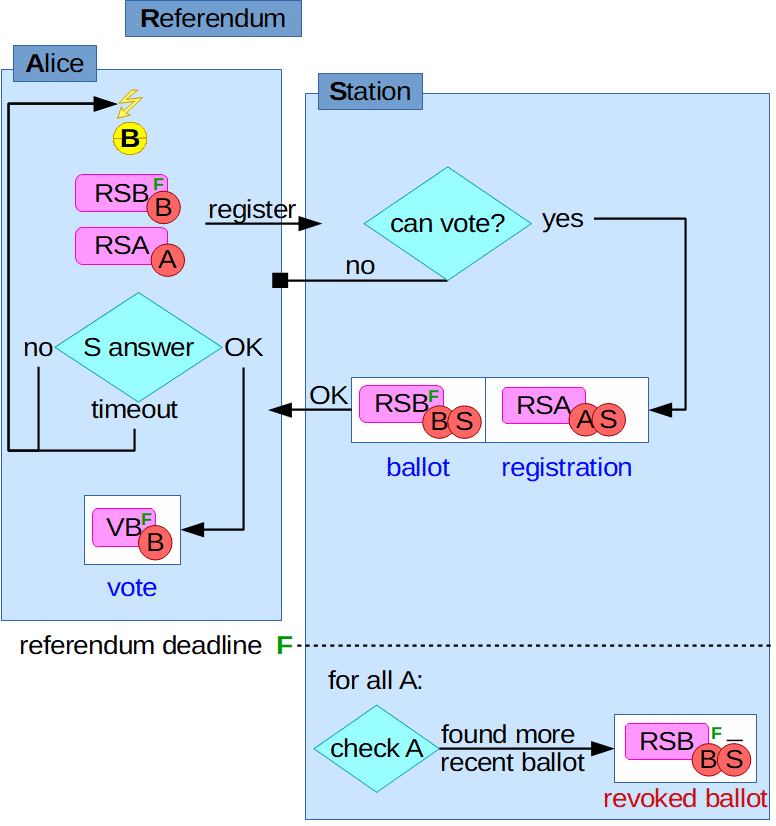 Referendum
Alice
Station
B
RSB F B
RSA A
register
can vote?
yes
no
no
S answer
OK
timeout
OK
RSB F B S
RSA A S
ballot
registration
VB F B
vote
referendum deadline F
for all A:
check A
found more
recent ballot
RSB F B S̅
revoked ballot